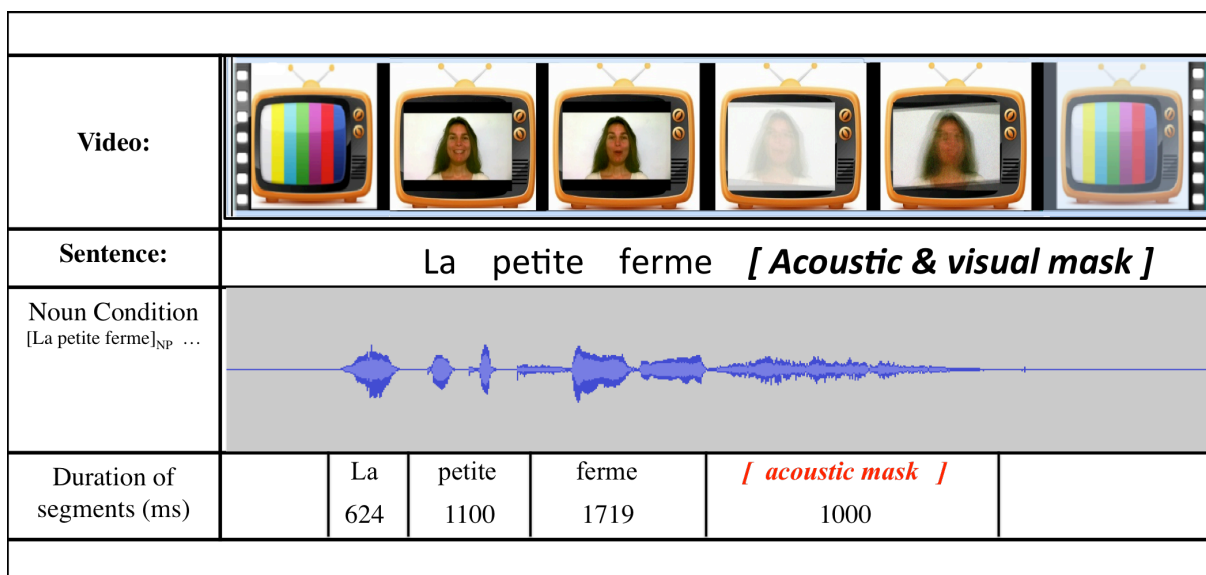 Video:
Sentence:
La petite ferme [ Acoustic & visual mask ]
Noun Condition
[La petite ferme]NP ...
Duration of
segments (ms)
La petite ferme [ acoustic mask ]
624 1100 1719 1000